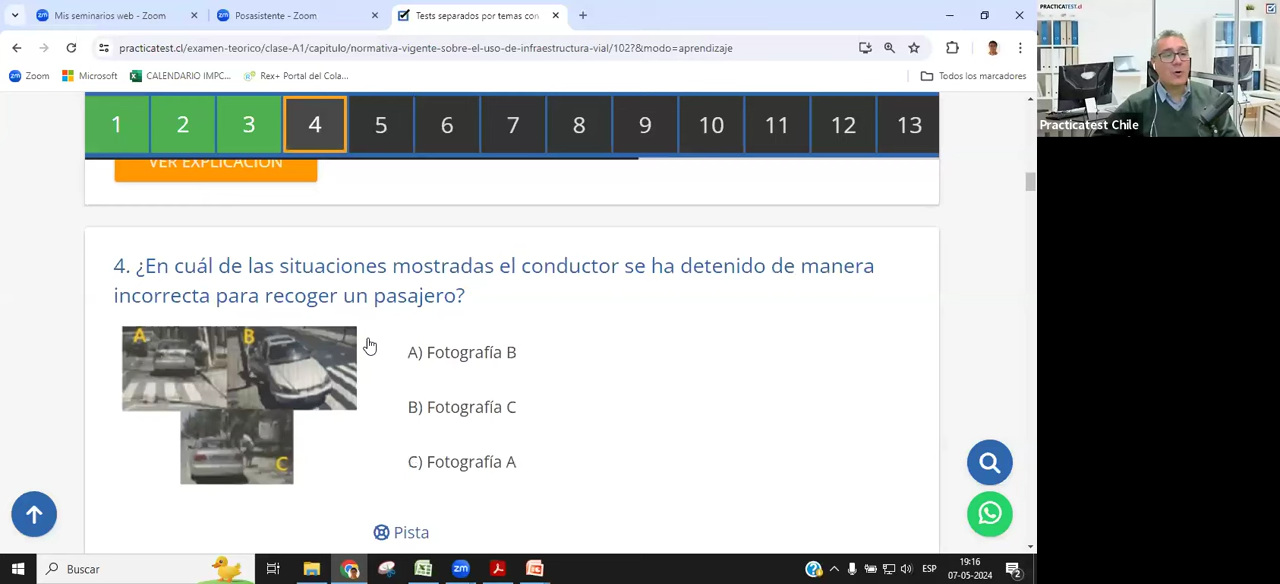 Mis seminarios web - Zoom
Posasistente - Zoom
Tests separados por temas con
practicatest.cl/examen-teorico/clase-A1/capitulo/normativa-vigente-sobre-el-uso-de-infraestructura-vial/102?&modo=aprendizaje
Zoom
Microsoft
CALENDARIO IMPC...
Rex+ Portal del Cola...
Todos los marcadores
PRACTICATEST.cl
Practicatest Chile
1 2 3 4 5 6 7 8 9 10 11 12 13
VER EXPLICACIÓN
4. ¿En cuál de las situaciones mostradas el conductor se ha detenido de manera
incorrecta para recoger un pasajero?
A
B
C
A) Fotografía B
B) Fotografía C
C) Fotografía A
Pista
Buscar
ESP
19:16
07-05-2024
2